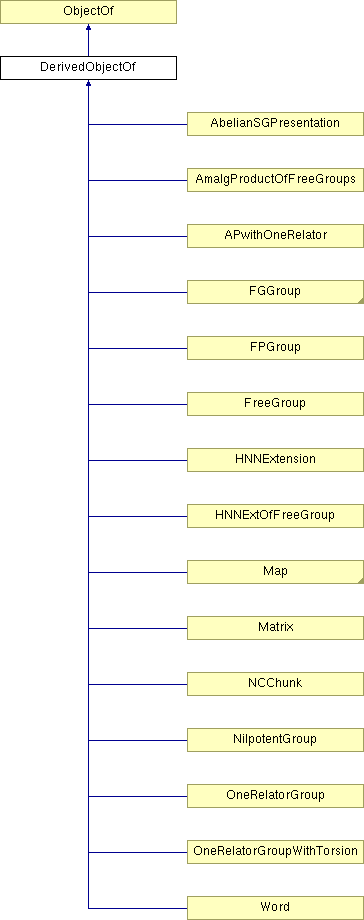 ObjectOf
DerivedObjectOf
AbelianSGPresentation
AmalgProductOfFreeGroups
APwithOneRelator
FGGroup
FPGroup
FreeGroup
HNNExtension
HNNExtOfFreeGroup
Map
Matrix
NCChunk
NilpotentGroup
OneRelatorGroup
OneRelatorGroupWithTorsion
Word